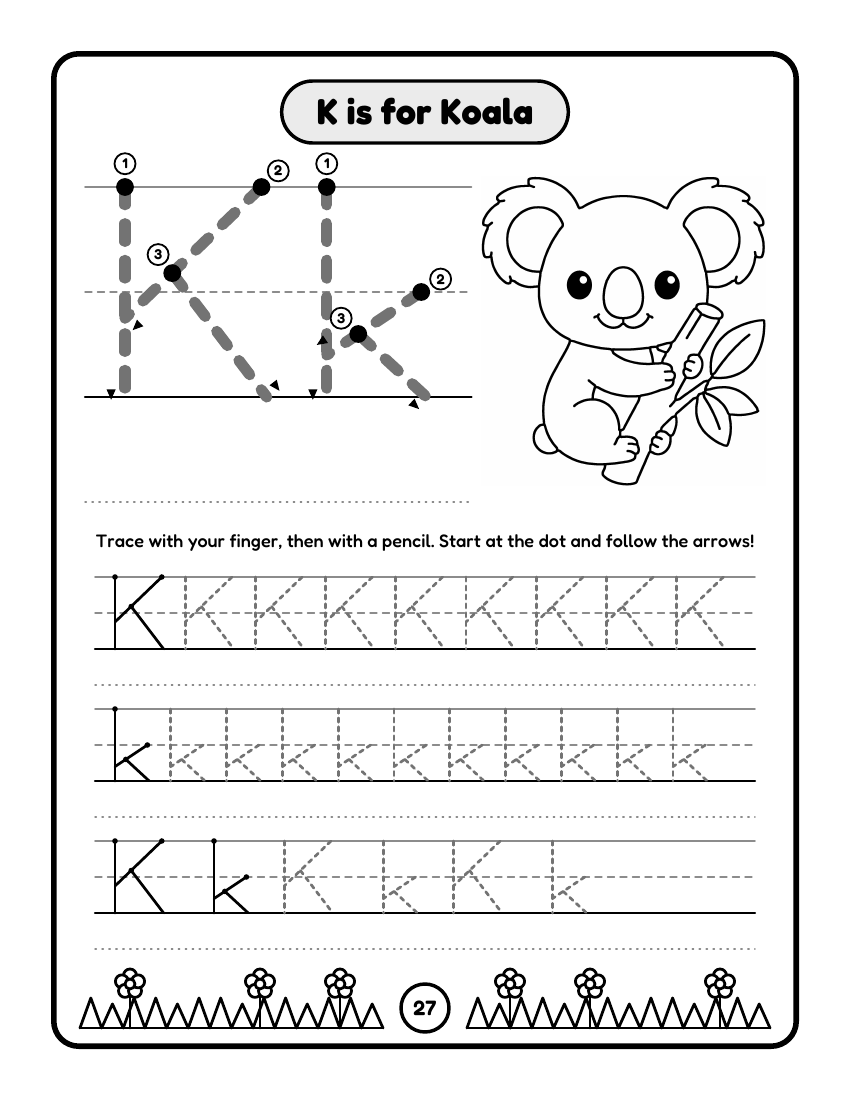 K is for Koala
1 2 1
3 2
3
K k
Trace with your finger, then with a pencil. Start at the dot and follow the arrows!
K K K K K K K K K
k k k k k k k k k k k
K k K k K k
27